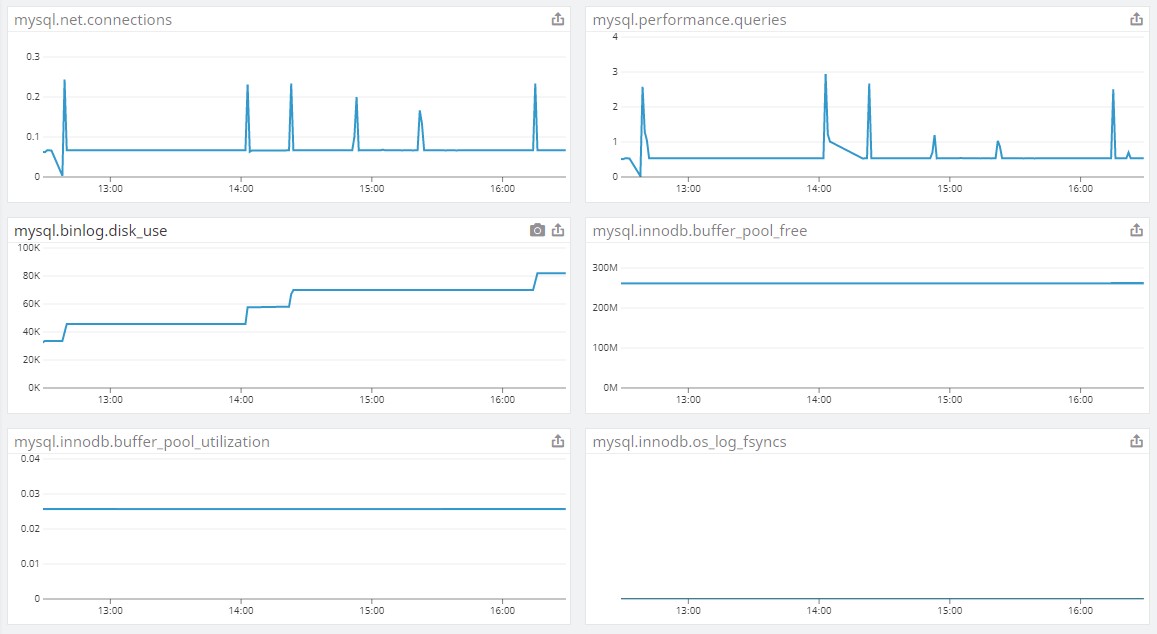 mysql.net.connections
0.3
0.2
0.1
0
13:00 14:00 15:00 16:00
mysql.performance.queries
4
3
2
1
0
13:00 14:00 15:00 16:00
mysql.binlog.disk_use
100K
80K
60K
40K
20K
0K
13:00 14:00 15:00 16:00
mysql.innodb.buffer_pool_free
300M
200M
100M
0M
13:00 14:00 15:00 16:00
mysql.innodb.buffer_pool_utilization
0.04
0.03
0.02
0.01
0
13:00 14:00 15:00 16:00
mysql.innodb.os_log_fsyncs
13:00 14:00 15:00 16:00